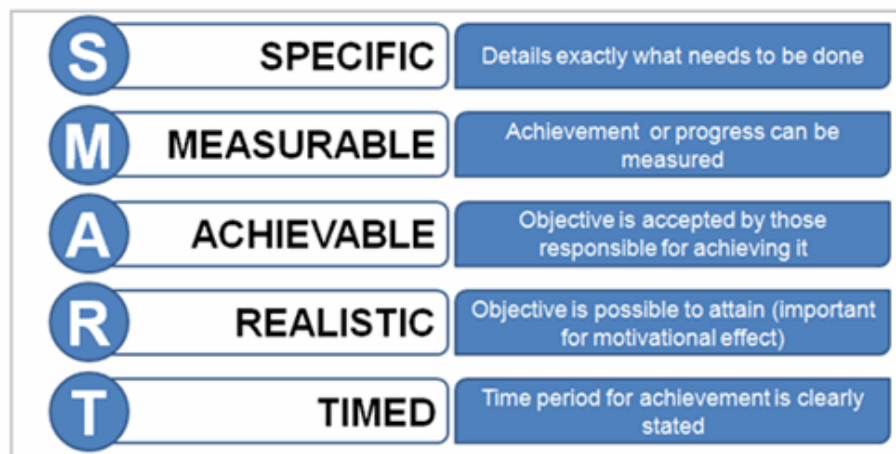 S SPECIFIC Details exactly what needs to be done
M MEASURABLE Achievement or progress can be
measured
A ACHIEVABLE Objective is accepted by those
responsible for achieving it
R REALISTIC Objective is possible to attain (important
for motivational effect)
T TIMED Time period for achievement is clearly
stated